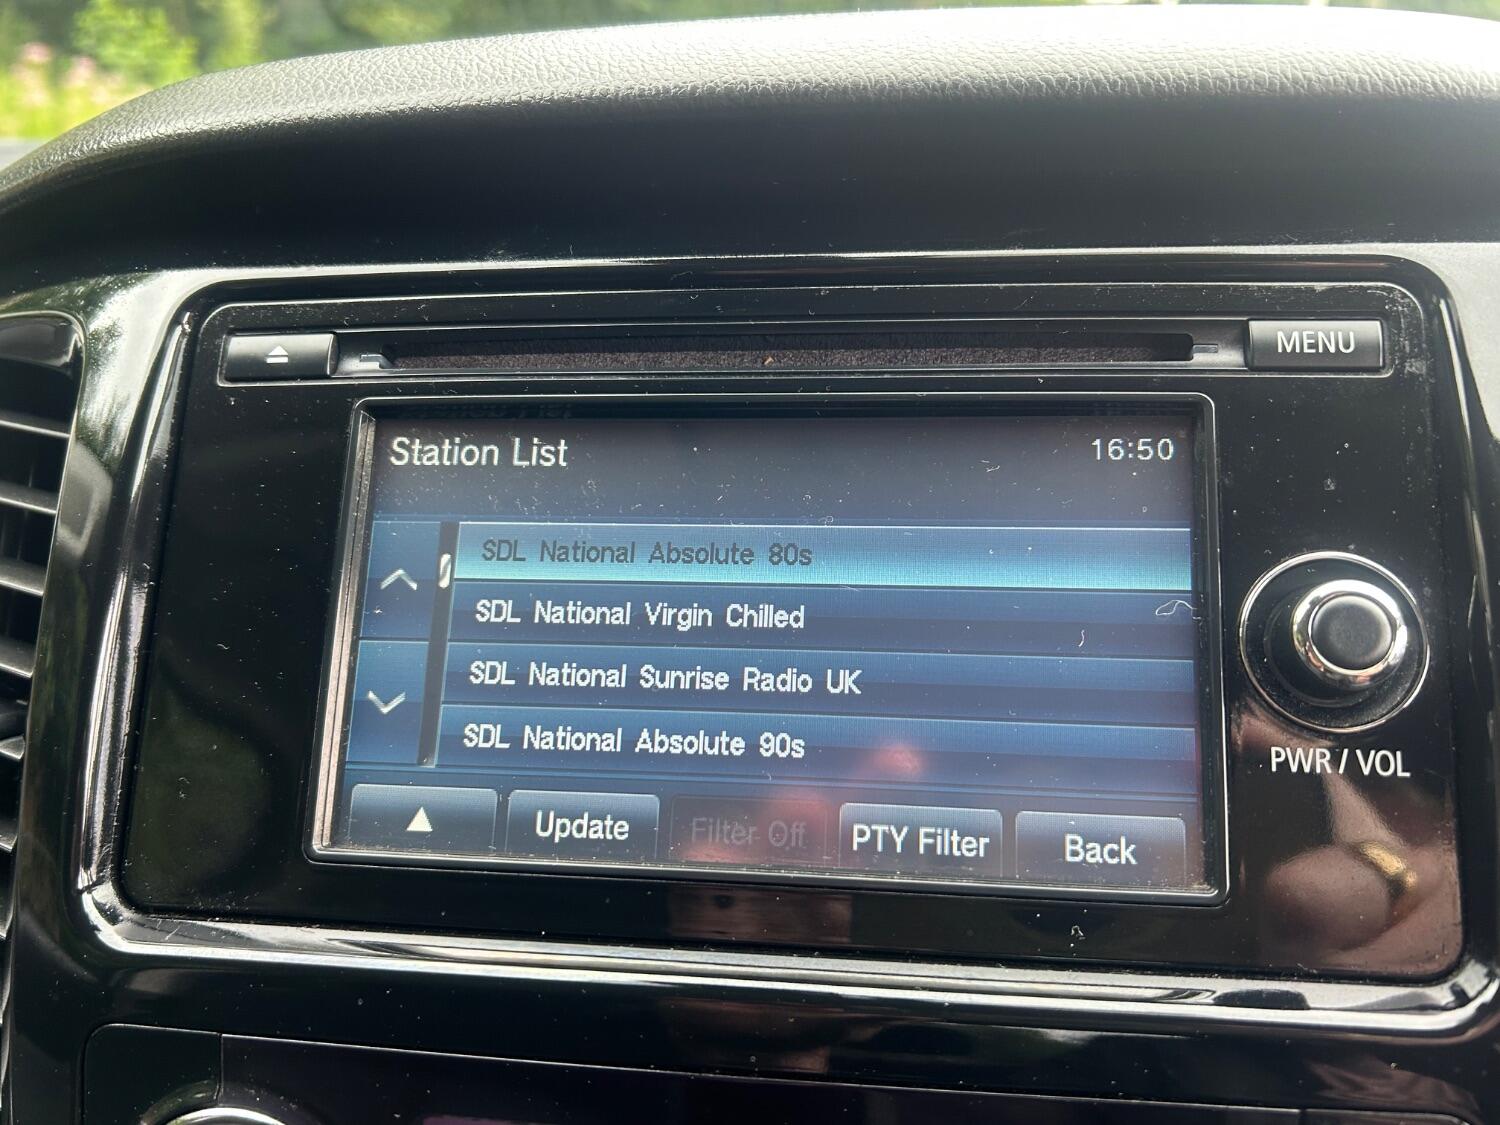 MENU
Station List
16:50
SDL National Absolute 80s
SDL National Virgin Chilled
SDL National Sunrise Radio UK
SDL National Absolute 90s
Update
Filter Off
PTY Filter
Back
PWR / VOL